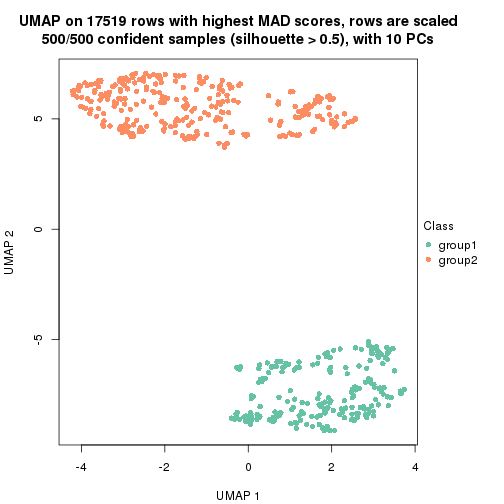 UMAP on 17519 rows with highest MAD scores, rows are scaled
500/500 confident samples (silhouette > 0.5), with 10 PCs
5
0
-5
UMAP 2
-4
-2
0
2
4
UMAP 1
Class
group1
group2